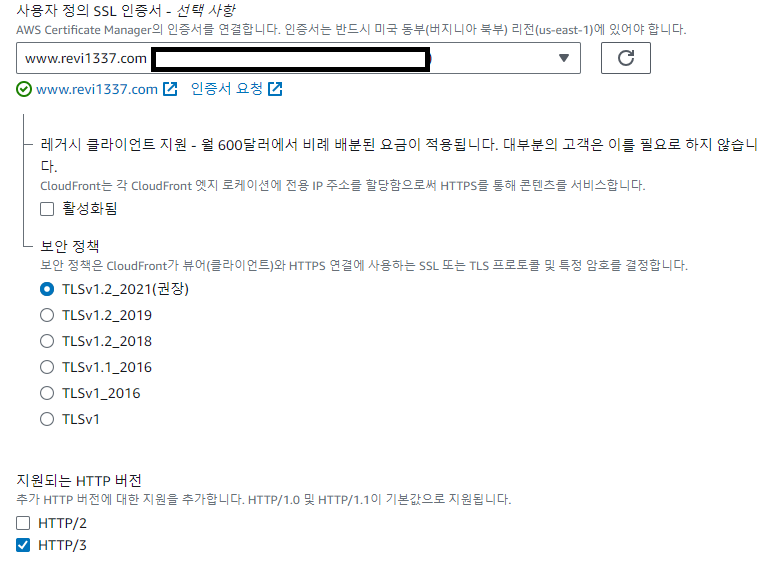 사용자 정의 SSL 인증서 - 선택 사항
AWS Certificate Manager의 인증서를 연결합니다. 인증서는 반드시 미국 동부(버지니아 북부) 리전(us-east-1)에 있어야 합니다.
www.revi1337.com
www.revi1337.com 인증서 요청
레거시 클라이언트 지원 - 월 600달러에서 비례 배분된 요금이 적용됩니다. 대부분의 고객은 이를 필요로 하지 않습니
다.
CloudFront는 각 CloudFront 엣지 로케이션에 전용 IP 주소를 할당함으로써 HTTPS를 통해 콘텐츠를 서비스합니다.
활성화됨
보안 정책
보안 정책은 CloudFront가 뷰어(클라이언트)와 HTTPS 연결에 사용하는 SSL 또는 TLS 프로토콜 및 특정 암호를 결정합니다.
TLSv1.2_2021(권장)
TLSv1.2_2019
TLSv1.2_2018
TLSv1.1_2016
TLSv1_2016
TLSv1
지원되는 HTTP 버전
추가 HTTP 버전에 대한 지원을 추가합니다. HTTP/1.0 및 HTTP/1.1이 기본값으로 지원됩니다.
HTTP/2
HTTP/3